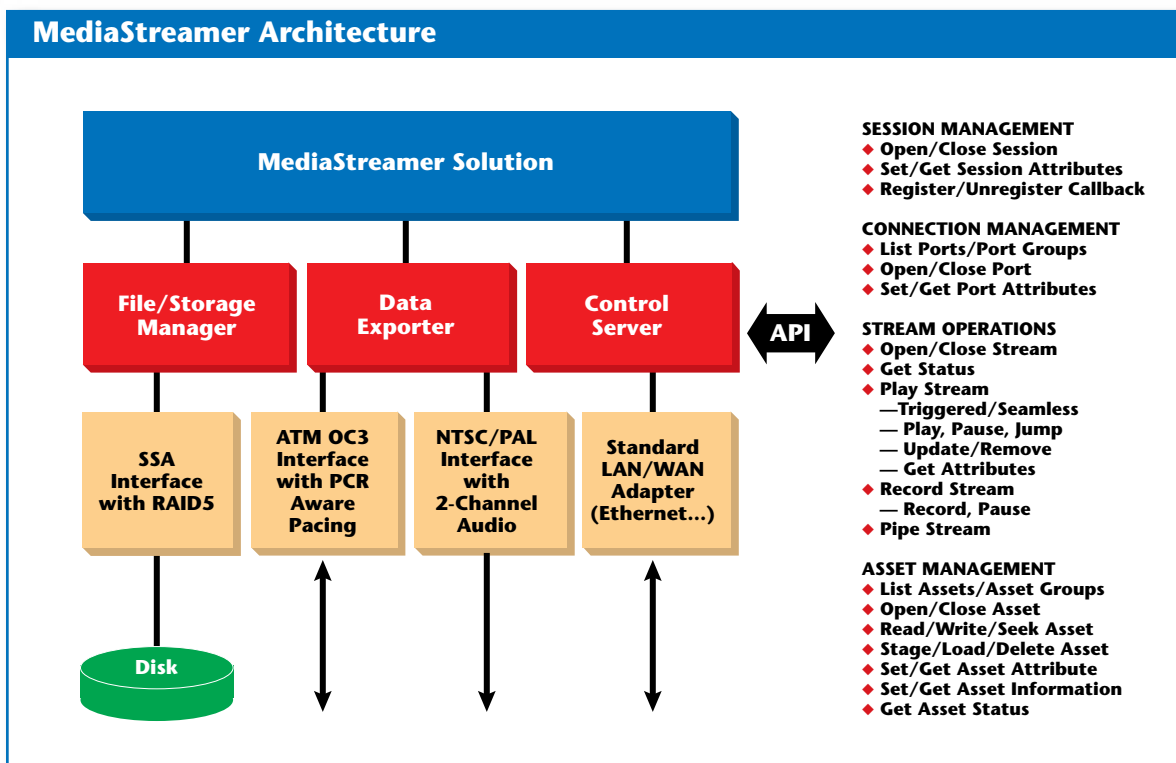 MediaStreamer Architecture
MediaStreamer Solution
File/Storage
Manager
Data
Exporter
Control
Server
API
SSA
Interface
with RAID5
ATM OC3
Interface
with PCR
Aware
Pacing
NTSC/PAL
Interface
with
2-Channel
Audio
Standard
LAN/WAN
Adapter
(Ethernet...)
Disk
SESSION MANAGEMENT
◆ Open/Close Session
◆ Set/Get Session Attributes
◆ Register/Unregister Callback
CONNECTION MANAGEMENT
◆ List Ports/Port Groups
◆ Open/Close Port
◆ Set/Get Port Attributes
STREAM OPERATIONS
◆ Open/Close Stream
◆ Get Status
◆ Play Stream
—Triggered/Seamless
— Play, Pause, Jump
— Update/Remove
— Get Attributes
◆ Record Stream
— Record, Pause
◆ Pipe Stream
ASSET MANAGEMENT
◆ List Assets/Asset Groups
◆ Open/Close Asset
◆ Read/Write/Seek Asset
◆ Stage/Load/Delete Asset
◆ Set/Get Asset Attribute
◆ Set/Get Asset Information
◆ Get Asset Status